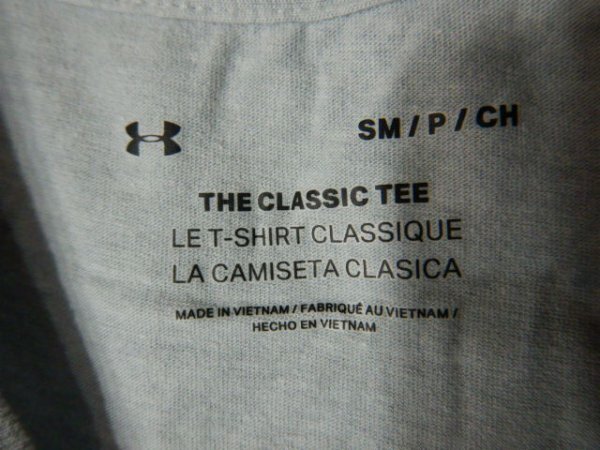 SM / P / CH
THE CLASSIC TEE
LE T-SHIRT CLASSIQUE
LA CAMISETA CLASICA
MADE IN VIETNAM / FABRIQUÉ AU VIETNAM /
HECHO EN VIETNAM